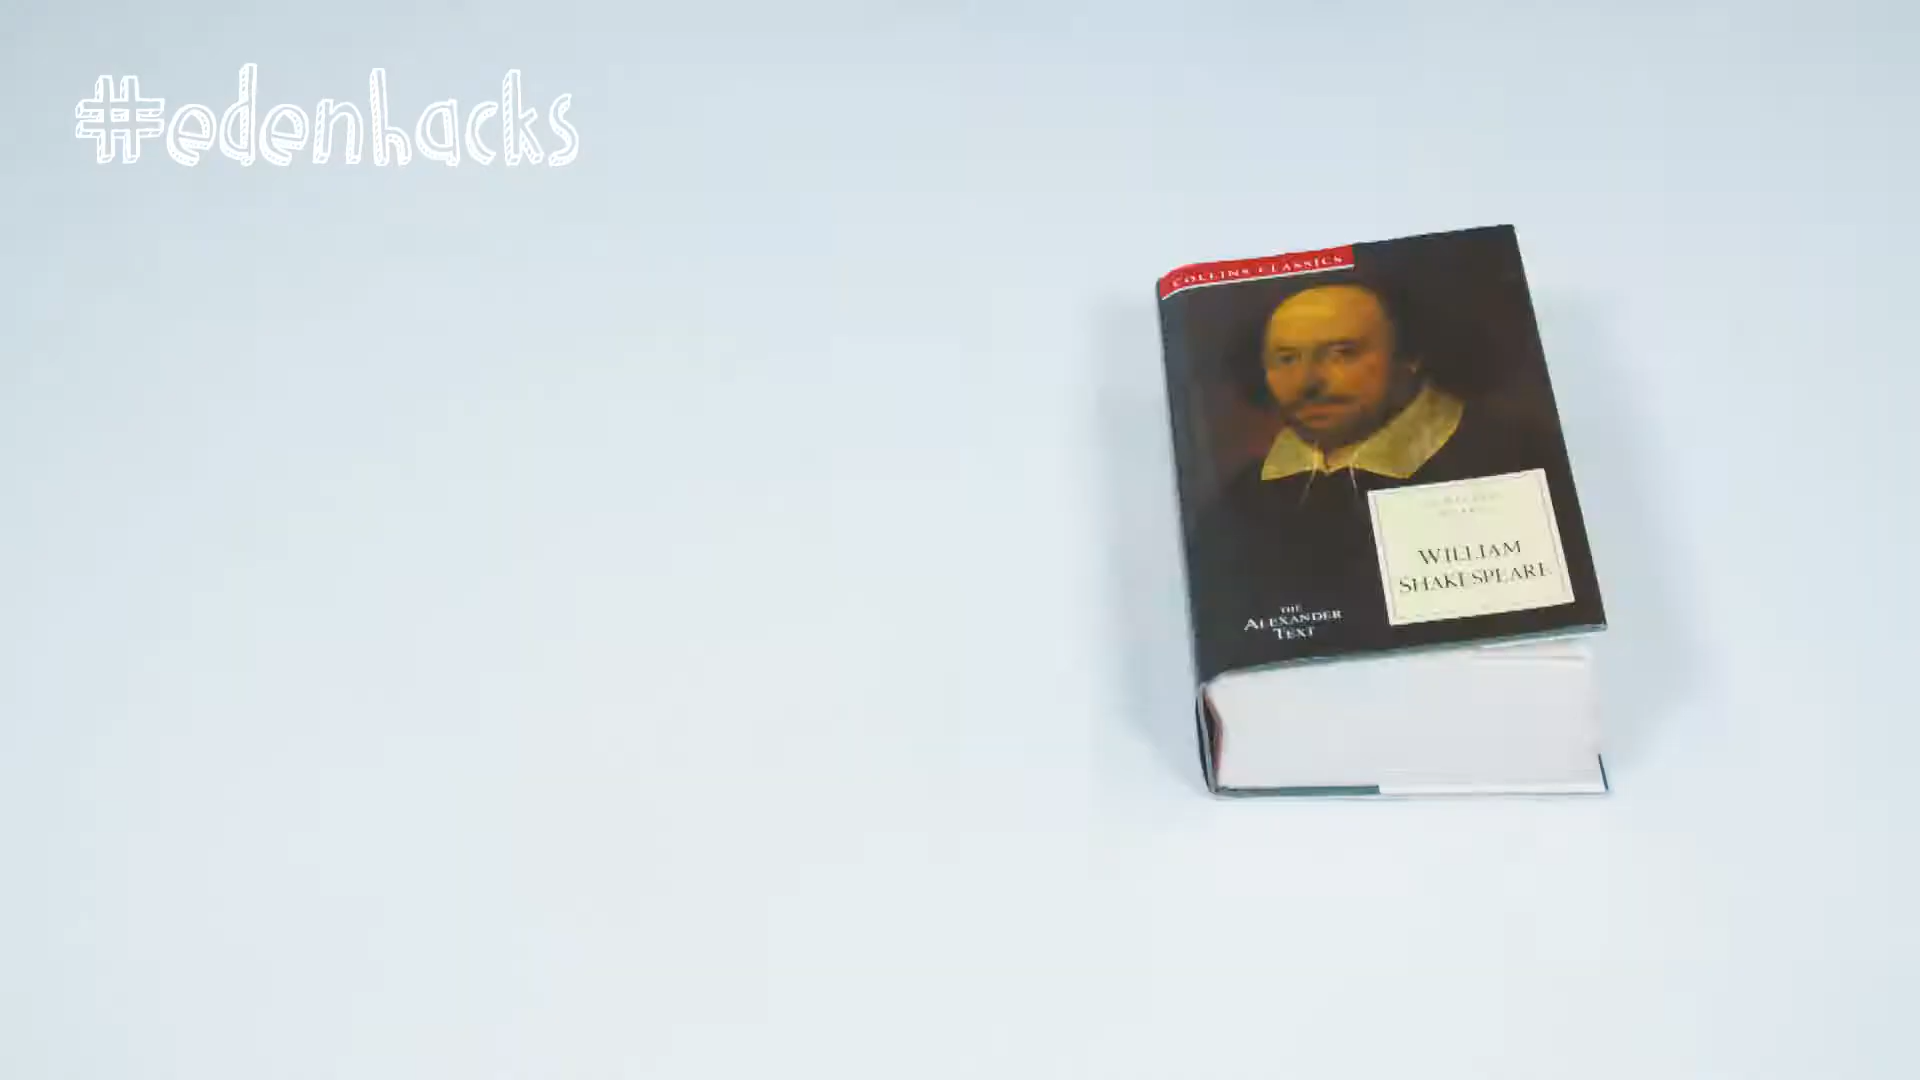 #edenhacks
COLLINS CLASSICS
WILLIAM
SHAKESPEARE
THE
ALEXANDER
TEXT